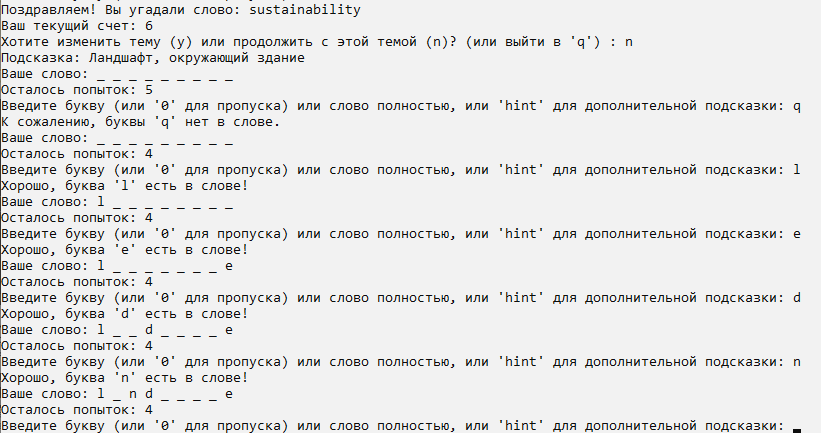 Поздравляем! Вы угадали слово: sustainability
Ваш текущий счет: 6
Хотите изменить тему (y) или продолжить с этой темой (n)? (или выйти в 'q') : n
Подсказка: Ландшафт, окружающий здание
Ваше слово: _ _ _ _ _ _ _ _ _
Осталось попыток: 5
Введите букву (или '0' для пропуска) или слово полностью, или 'hint' для дополнительной подсказки: q
К сожалению, буквы 'q' нет в слове.
Ваше слово: _ _ _ _ _ _ _ _ _
Осталось попыток: 4
Введите букву (или '0' для пропуска) или слово полностью, или 'hint' для дополнительной подсказки: l
Хорошо, буква 'l' есть в слове!
Ваше слово: l _ _ _ _ _ _ _ _
Осталось попыток: 4
Введите букву (или '0' для пропуска) или слово полностью, или 'hint' для дополнительной подсказки: e
Хорошо, буква 'e' есть в слове!
Ваше слово: l _ _ _ _ _ _ _ e
Осталось попыток: 4
Введите букву (или '0' для пропуска) или слово полностью, или 'hint' для дополнительной подсказки: d
Хорошо, буква 'd' есть в слове!
Ваше слово: l _ _ d _ _ _ _ e
Осталось попыток: 4
Введите букву (или '0' для пропуска) или слово полностью, или 'hint' для дополнительной подсказки: n
Хорошо, буква 'n' есть в слове!
Ваше слово: l _ n d _ _ _ _ e
Осталось попыток: 4
Введите букву (или '0' для пропуска) или слово полностью, или 'hint' для дополнительной подсказки: